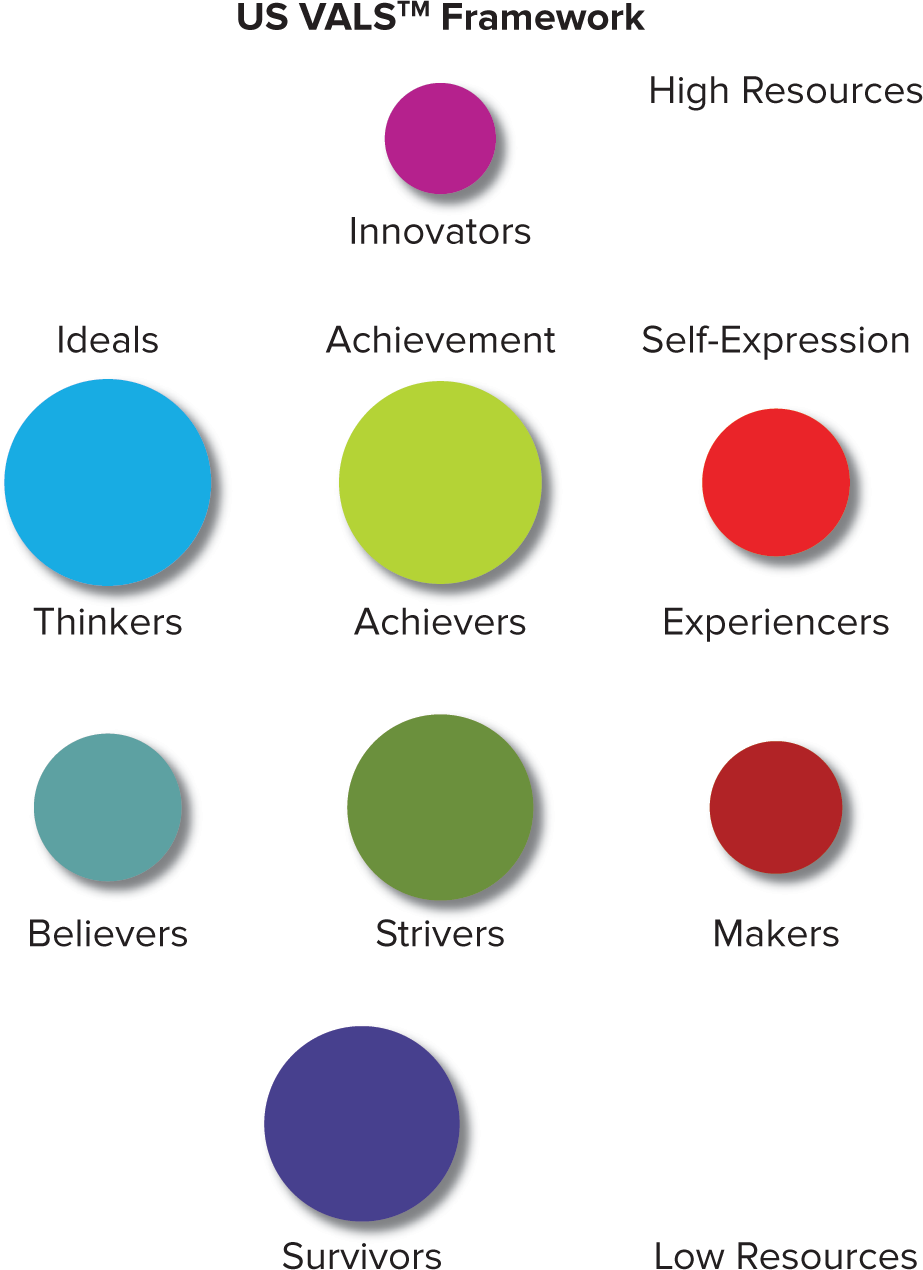 US VALS™ Framework
High Resources
Innovators
Ideals
Achievement
Self-Expression
Thinkers
Achievers
Experiencers
Believers
Strivers
Makers
Survivors
Low Resources